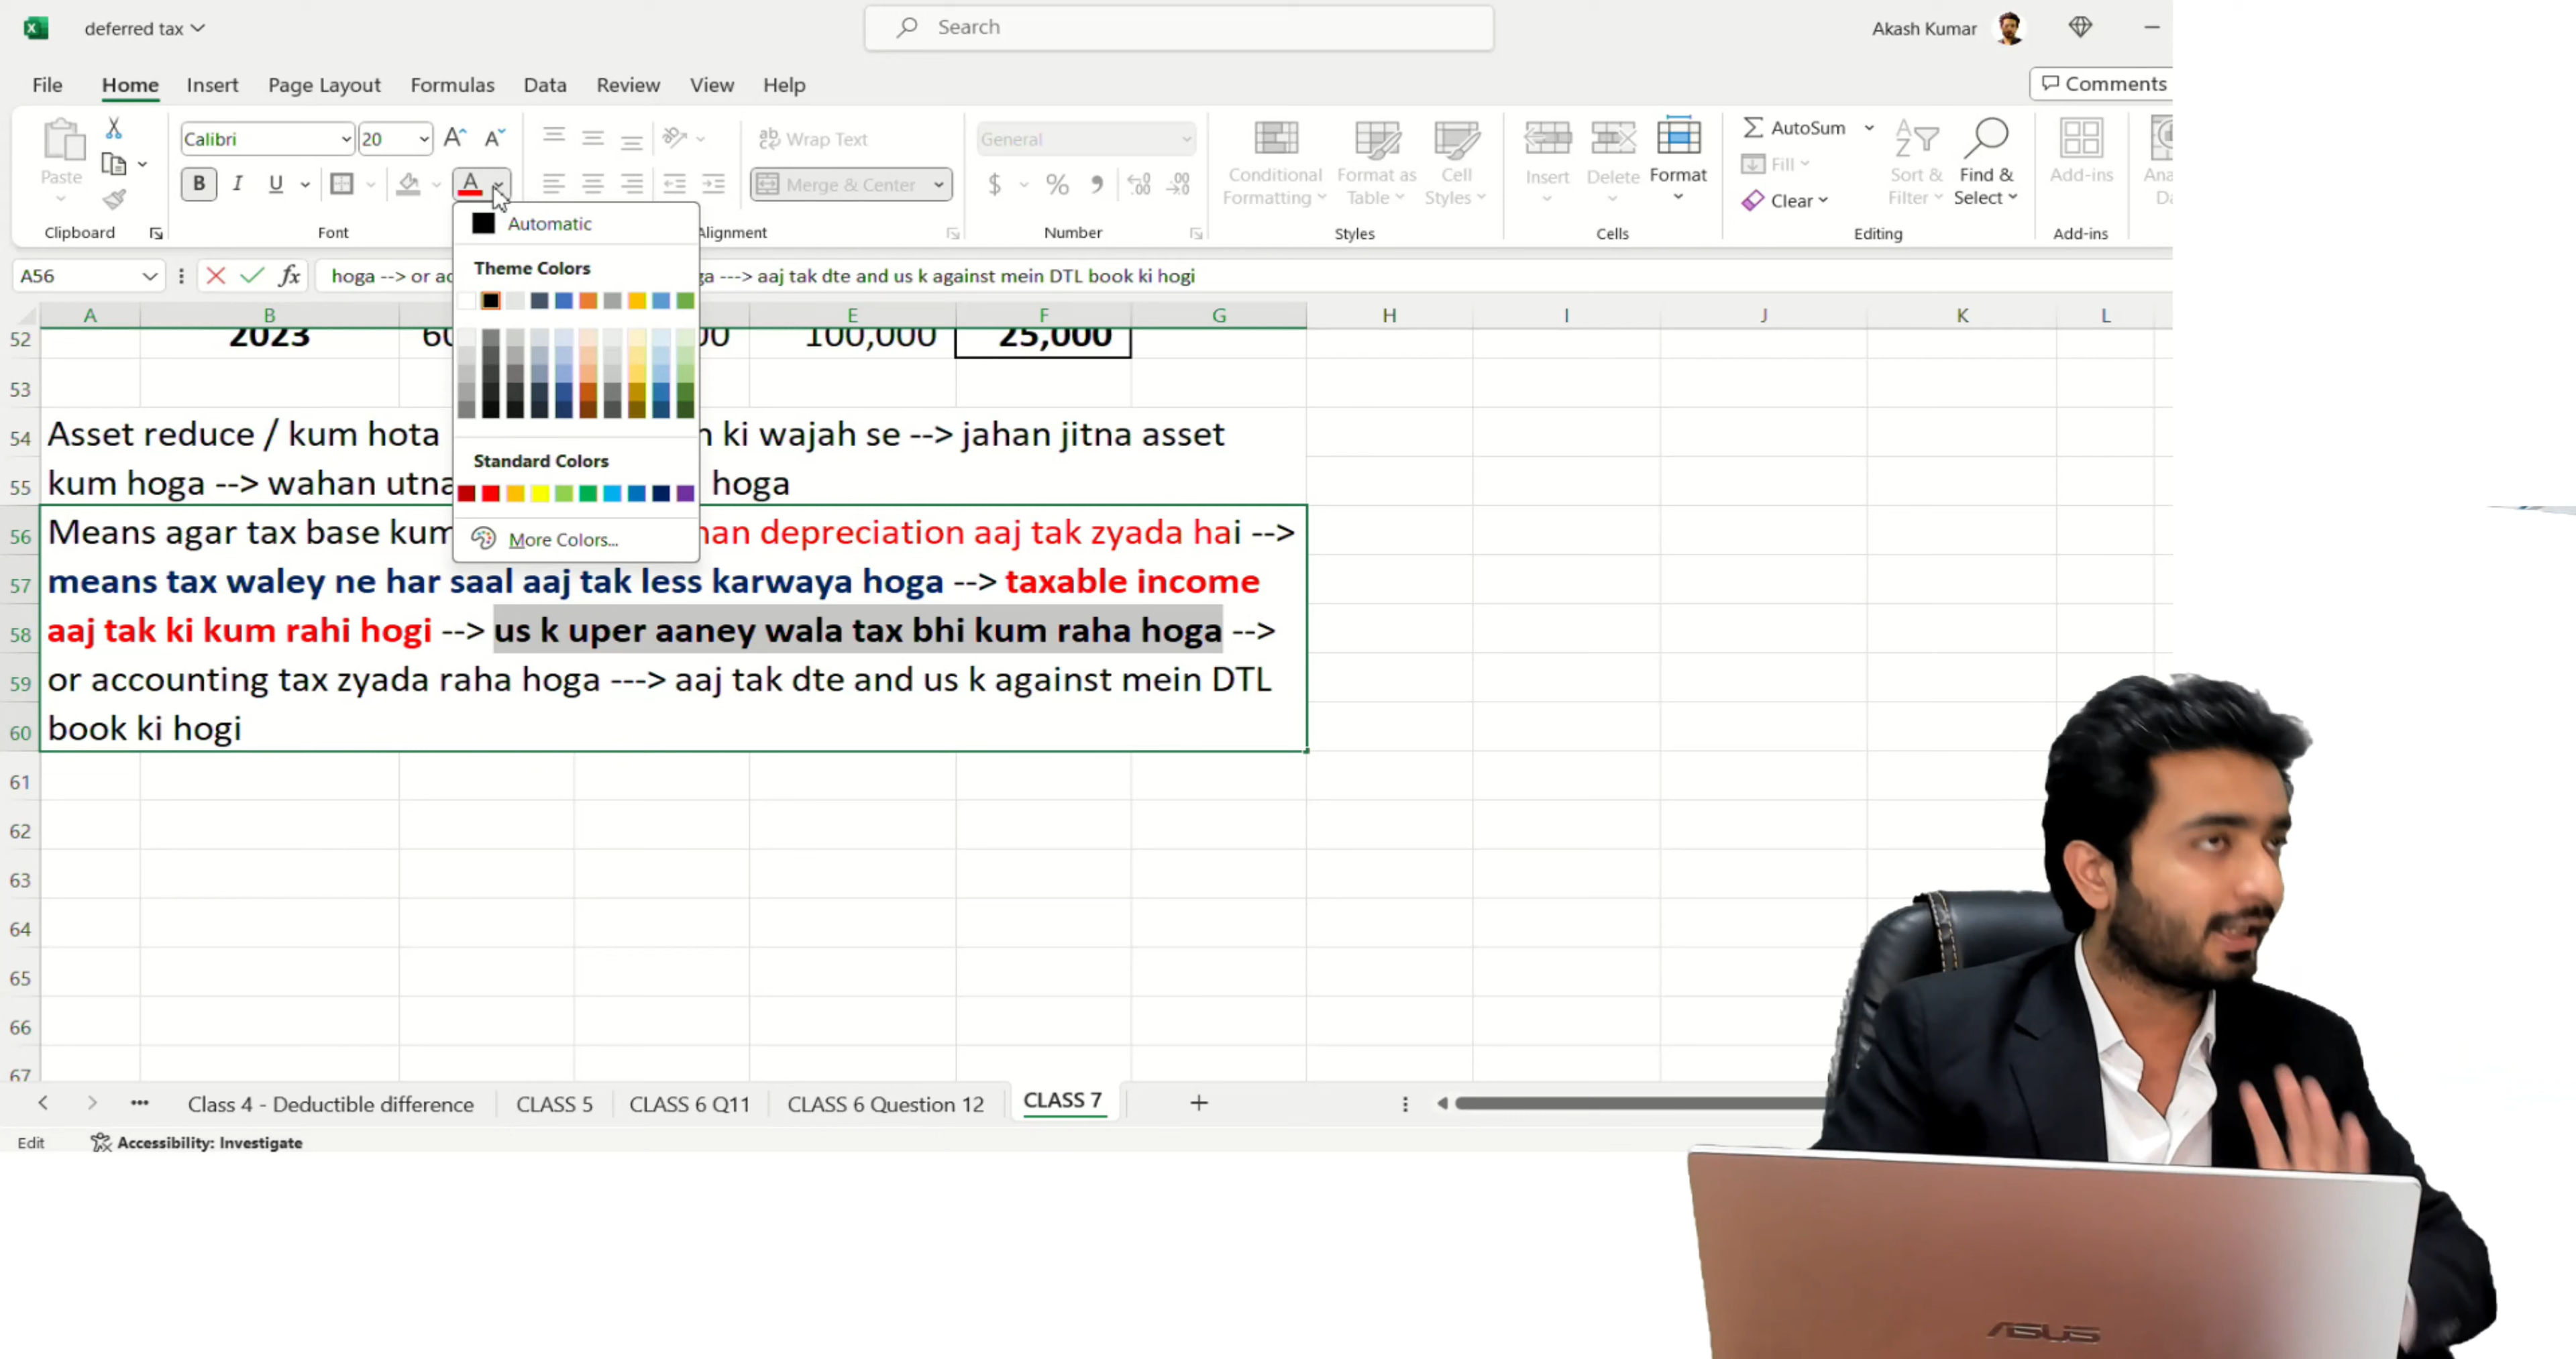 deferred tax
Search
Akash Kumar
File Home Insert Page Layout Formulas Data Review View Help
Comments
Calibri 20 Wrap Text General AutoSum
Paste Merge & Center Conditional Formatting Format as Table Cell Styles Insert Delete Format Fill Clear Sort & Filter Find & Select Add-ins
Clipboard Font Alignment Number Styles Cells Editing Add-ins
Automatic
Theme Colors
Standard Colors
More Colors...
A56 fx hoga --> or ---> aaj tak dte and us k against mein DTL book ki hogi
A B E F G H I J K L
52 2023 100,000 25,000
53
54 Asset reduce / kum hota ki wajah se --> jahan jitna asset
55 kum hoga --> wahan hoga
56 Means agar tax base kum depreciation aaj tak zyada hai -->
57 means tax waley ne har saal aaj tak less karwaya hoga --> taxable income
58 aaj tak ki kum rahi hogi --> us k uper aaney wala tax bhi kum raha hoga -->
59 or accounting tax zyada raha hoga ---> aaj tak dte and us k against mein DTL
60 book ki hogi
61
62
63
64
65
66
67
Class 4 - Deductible difference CLASS 5 CLASS 6 Q11 CLASS 6 Question 12 CLASS 7
Edit Accessibility: Investigate
ASUS